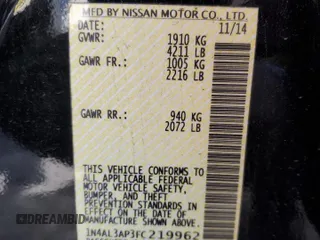 MFD BY NISSAN MOTOR CO., LTD.
11/14
GVWR: 1910 KG
4211 LB
GAWR FR: 1005 KG
2216 LB
GAWR RR: 940 KG
2072 LB
THIS VEHICLE CONFORMS TO
ALL APPLICABLE FEDERAL
MOTOR VEHICLE SAFETY
BUMPER, AND THEFT PREVENTION
STANDARDS IN EFFECT ON THE
DATE OF MANUFACTURE SHOWN ABOVE
1N4AL3AP3FC219962
DREAMBID